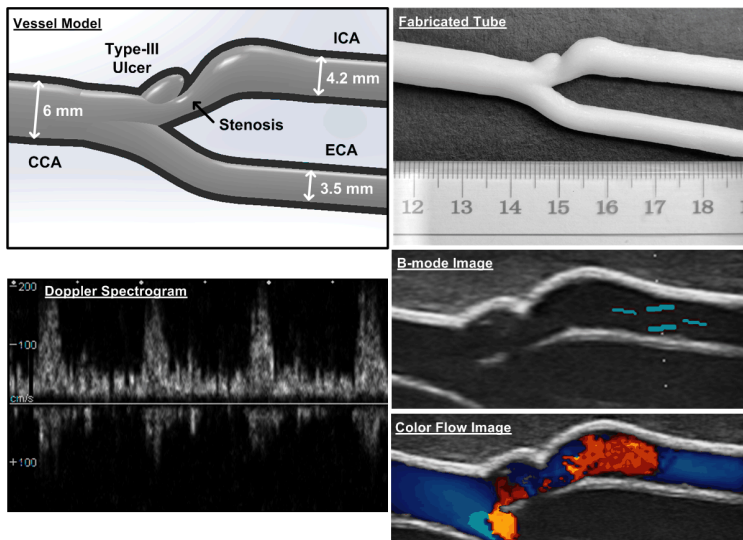 Vessel Model
Type-III
Ulcer
ICA
4.2 mm
6 mm
Stenosis
CCA
ECA
3.5 mm
Fabricated Tube
12 13 14 15 16 17 18
Doppler Spectrogram
-200
-100
cm/s
+100
B-mode Image
Color Flow Image